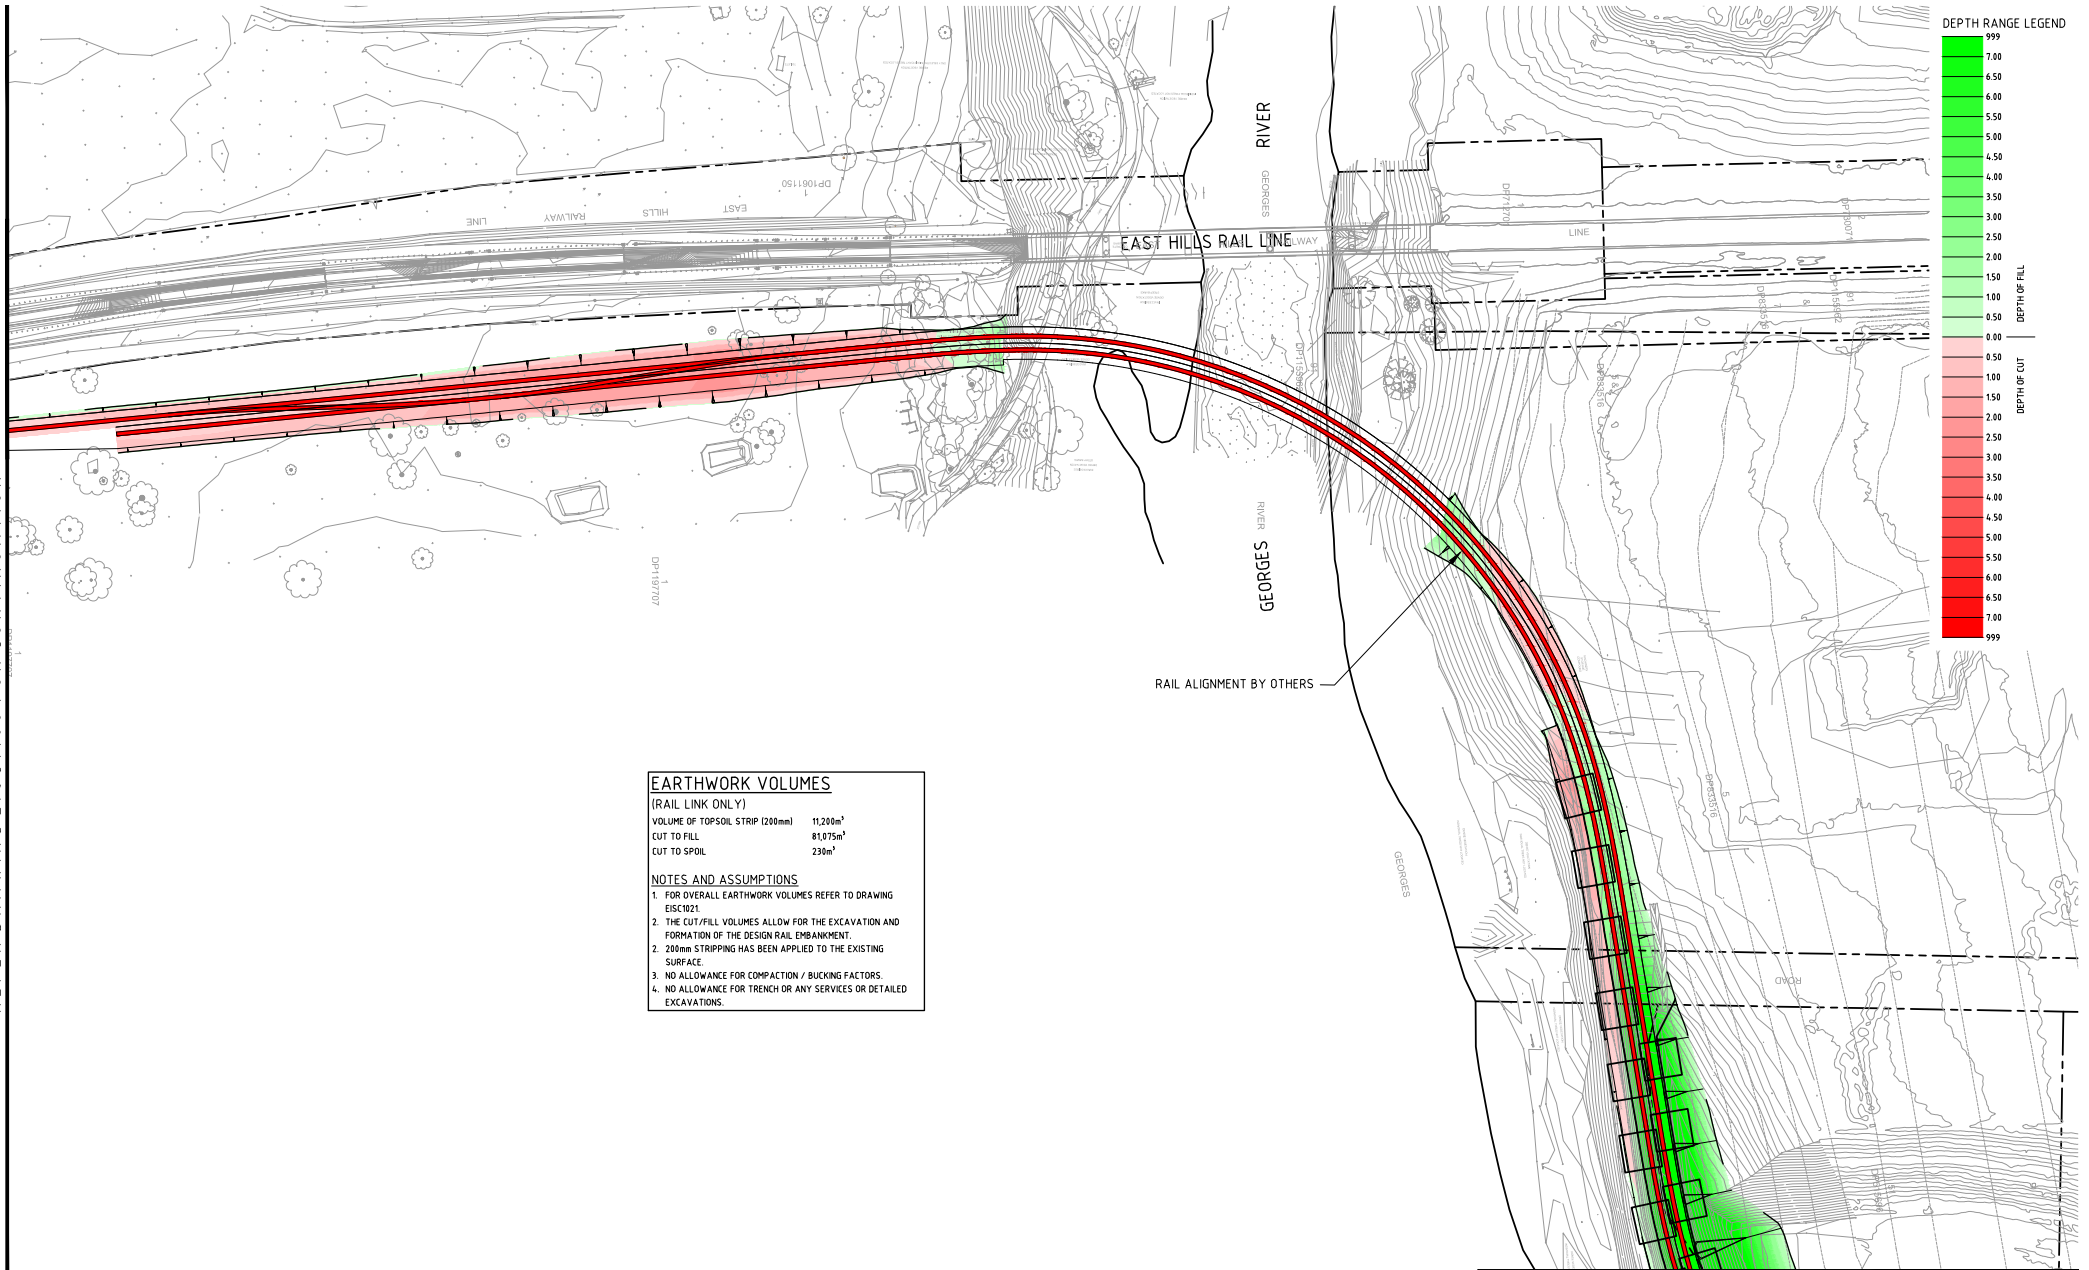 DEPTH RANGE LEGEND
999
7.00
6.50
6.00
5.50
5.00
4.50
4.00
3.50
3.00
2.50
2.00
1.50
1.00
0.50
0.00
0.50
1.00
1.50
2.00
2.50
3.00
3.50
4.00
4.50
5.00
5.50
6.00
6.50
7.00
999
DEPTH OF FILL
DEPTH OF CUT
RIVER
GEORGES
EAST HILLS RAIL LINE
LINE
RAILWAY
HILLS
EAST
1
DP1061150
LINE
DP1197707
1
RIVER
GEORGES
RAIL ALIGNMENT BY OTHERS
GEORGES
5
DP833516
ROAD
EARTHWORK VOLUMES
(RAIL LINK ONLY)
VOLUME OF TOPSOIL STRIP (200mm) 11,200m³
CUT TO FILL 81,075m³
CUT TO SPOIL 230m³
NOTES AND ASSUMPTIONS
1. FOR OVERALL EARTHWORK VOLUMES REFER TO DRAWING
EISC1021.
2. THE CUT/FILL VOLUMES ALLOW FOR THE EXCAVATION AND
FORMATION OF THE DESIGN RAIL EMBANKMENT.
2. 200mm STRIPPING HAS BEEN APPLIED TO THE EXISTING
SURFACE.
3. NO ALLOWANCE FOR COMPACTION / BUCKING FACTORS.
4. NO ALLOWANCE FOR TRENCH OR ANY SERVICES OR DETAILED
EXCAVATIONS.